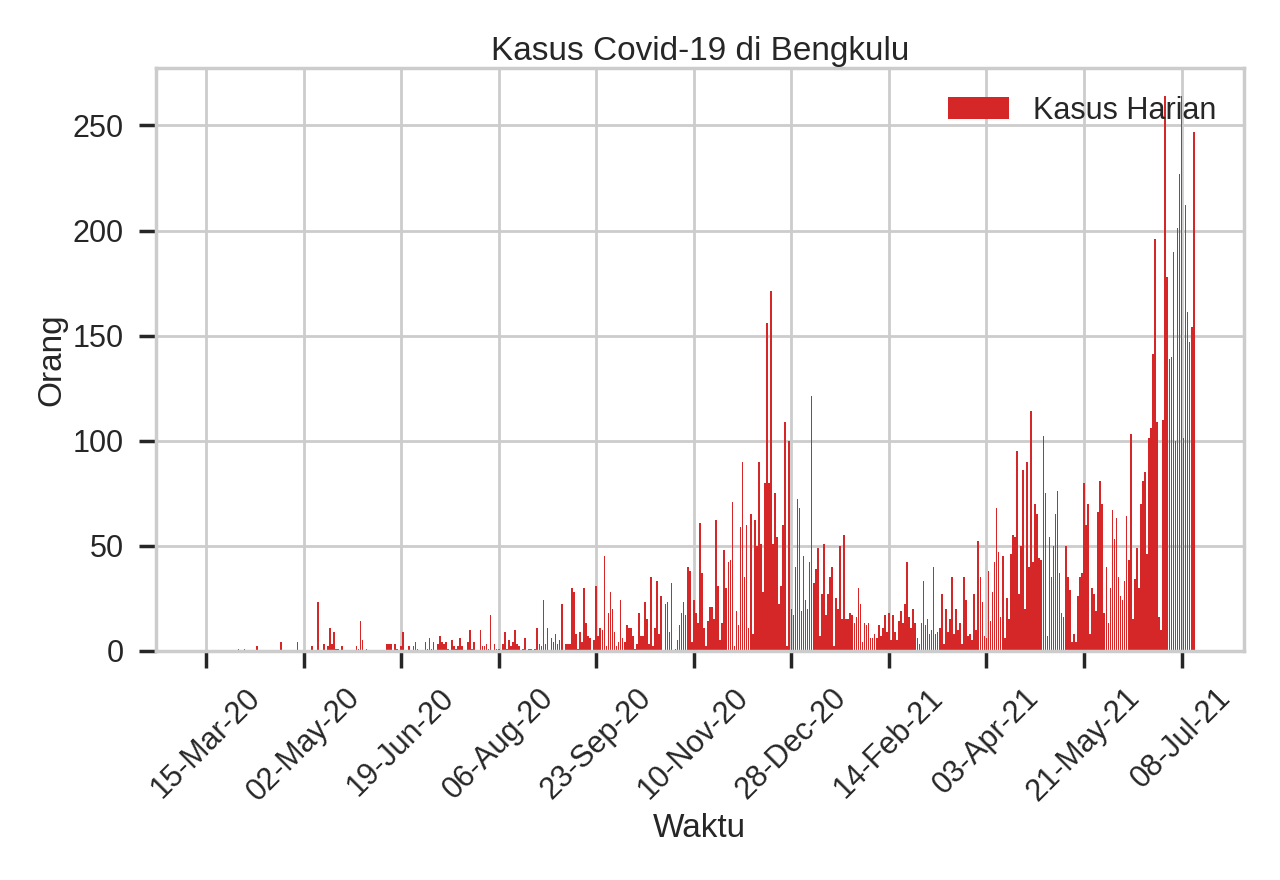 Kasus Covid-19 di Bengkulu
Kasus Harian
250
200
150
100
50
0
Orang
15-Mar-20
02-May-20
19-Jun-20
06-Aug-20
23-Sep-20
10-Nov-20
28-Dec-20
14-Feb-21
03-Apr-21
21-May-21
08-Jul-21
Waktu